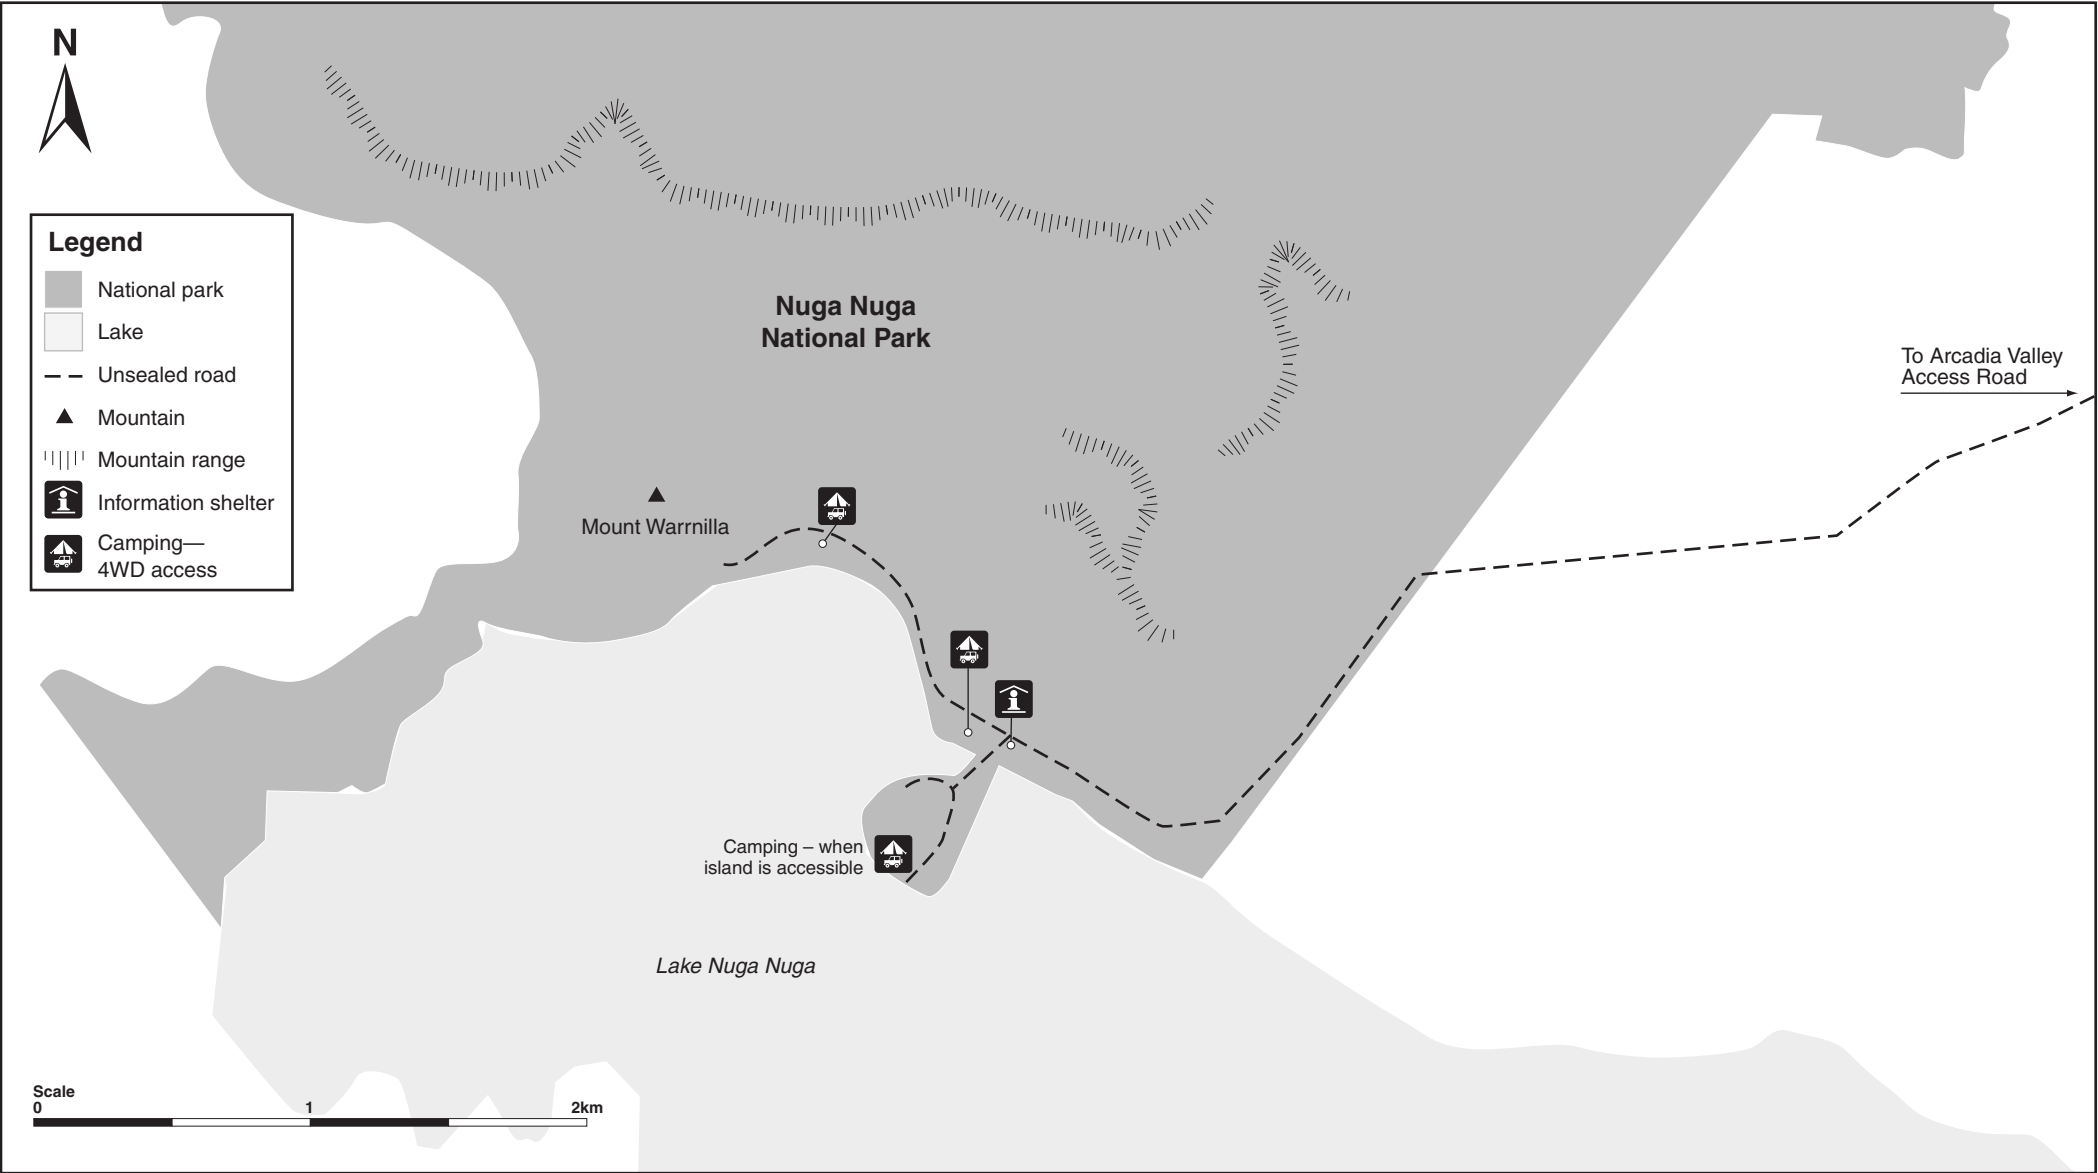 N
Legend
National park
Lake
Unsealed road
Mountain
Mountain range
Information shelter
Camping—
4WD access
Nuga Nuga
National Park
To Arcadia Valley
Access Road
Mount Warrnilla
Camping – when
island is accessible
Lake Nuga Nuga
Scale
0 1 2km